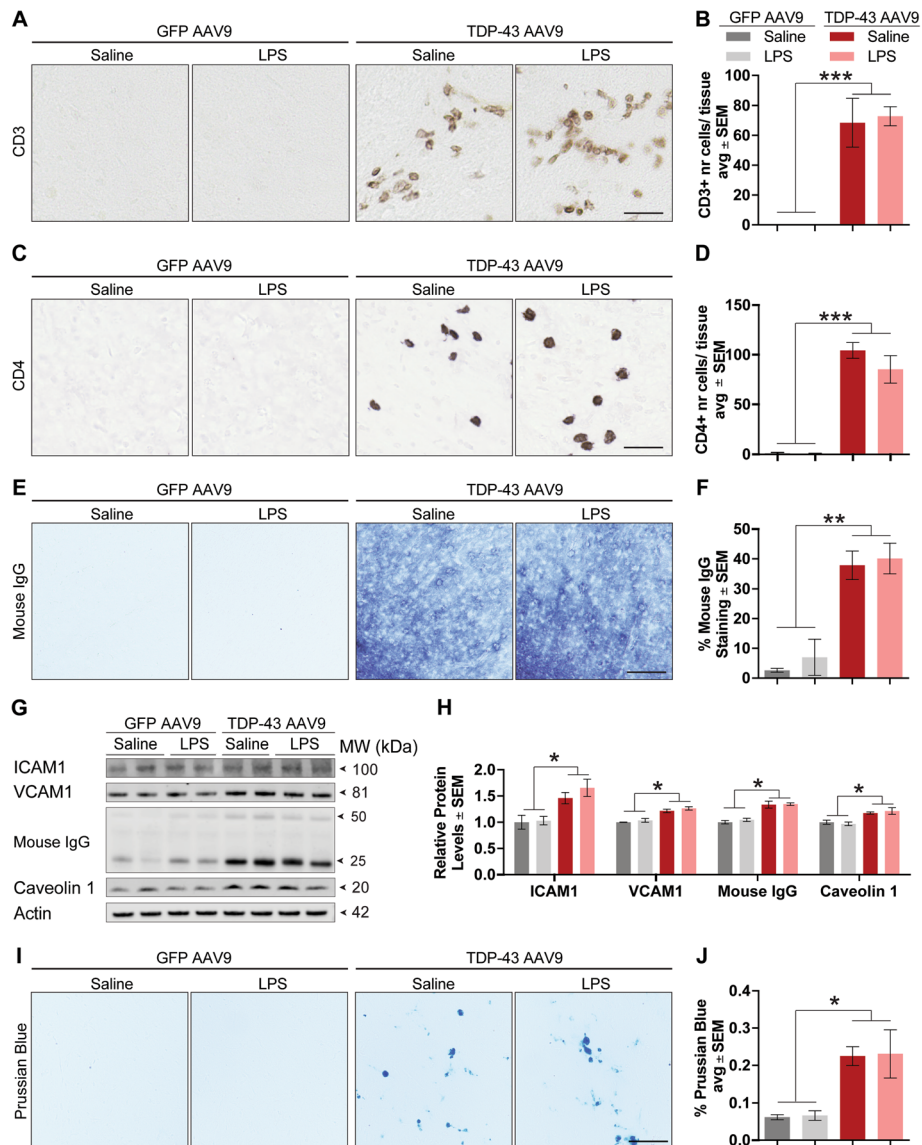 A
GFP AAV9
TDP-43 AAV9
Saline
LPS
Saline
LPS
CD3
B
GFP AAV9
TDP-43 AAV9
Saline
Saline
LPS
LPS
CD3+ nr cells/ tissue
avg ± SEM
100
80
60
40
20
0
***
C
GFP AAV9
TDP-43 AAV9
Saline
LPS
Saline
LPS
CD4
D
CD4+ nr cells/ tissue
avg ± SEM
150
100
50
0
***
E
GFP AAV9
TDP-43 AAV9
Saline
LPS
Saline
LPS
Mouse IgG
F
% Mouse IgG
Staining ± SEM
50
40
30
20
10
0
**
G
GFP AAV9
TDP-43 AAV9
Saline
LPS
Saline
LPS
MW (kDa)
ICAM1
100
VCAM1
81
50
Mouse IgG
25
Caveolin 1
20
Actin
42
H
Relative Protein
Levels ± SEM
2.0
1.5
1.0
0.5
0.0
*
*
*
*
ICAM1
VCAM1
Mouse IgG
Caveolin 1
I
GFP AAV9
TDP-43 AAV9
Saline
LPS
Saline
LPS
Prussian Blue
J
% Prussian Blue
avg ± SEM
0.4
0.3
0.2
0.1
0.0
*